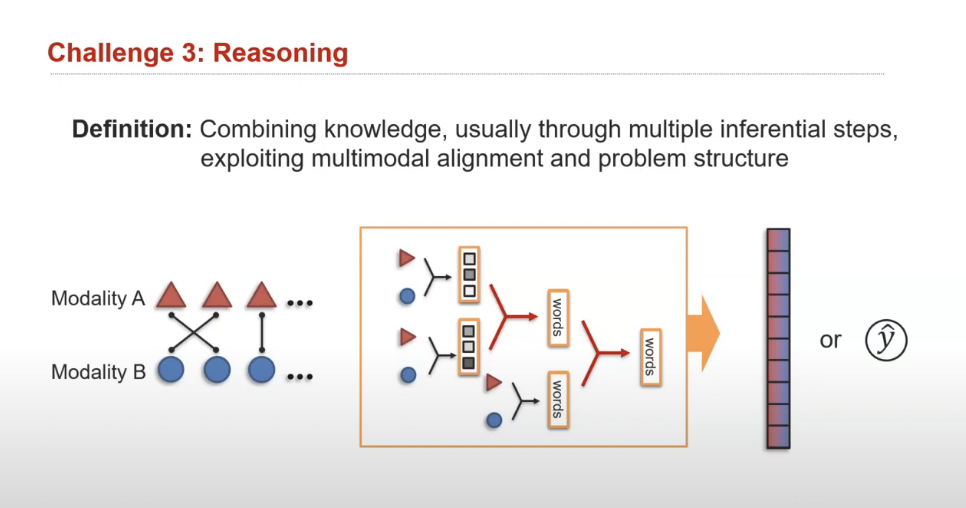 Challenge 3: Reasoning
Definition: Combining knowledge, usually through multiple inferential steps,
exploiting multimodal alignment and problem structure
Modality A
...
Modality B
...
words
words
words
or
ŷ